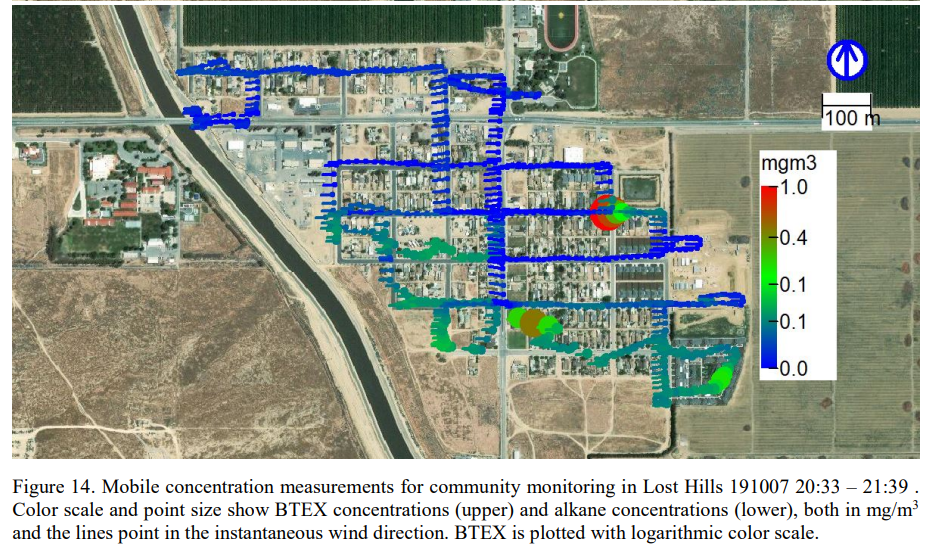 100 m
mgm3
1.0
0.4
0.1
0.1
0.0
Figure 14. Mobile concentration measurements for community monitoring in Lost Hills 191007 20:33 – 21:39 .
Color scale and point size show BTEX concentrations (upper) and alkane concentrations (lower), both in mg/m³
and the lines point in the instantaneous wind direction. BTEX is plotted with logarithmic color scale.